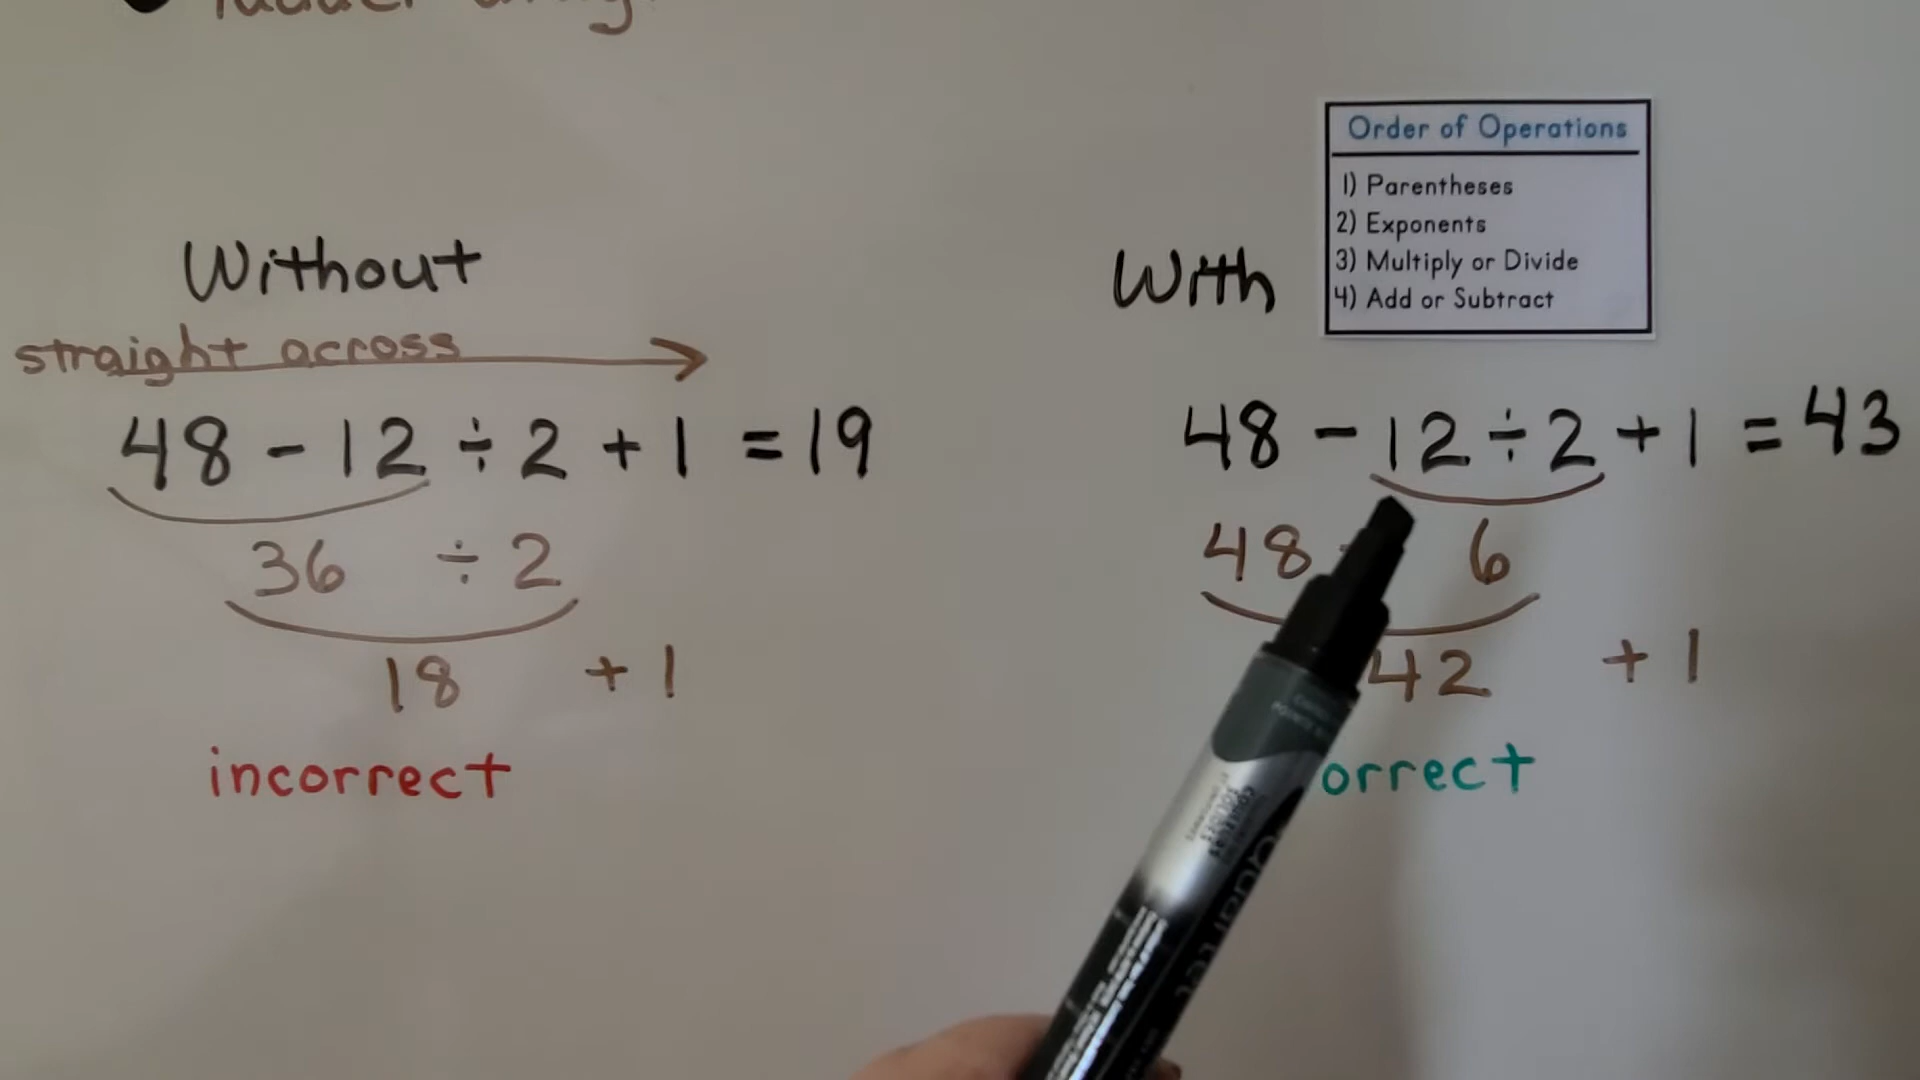 Without
straight across
48 - 12 ÷ 2 + 1 = 19
36 ÷ 2
18 + 1
incorrect
With
Order of Operations
1) Parentheses
2) Exponents
3) Multiply or Divide
4) Add or Subtract
48 - 12 ÷ 2 + 1 = 43
48 6
42 + 1
orrect